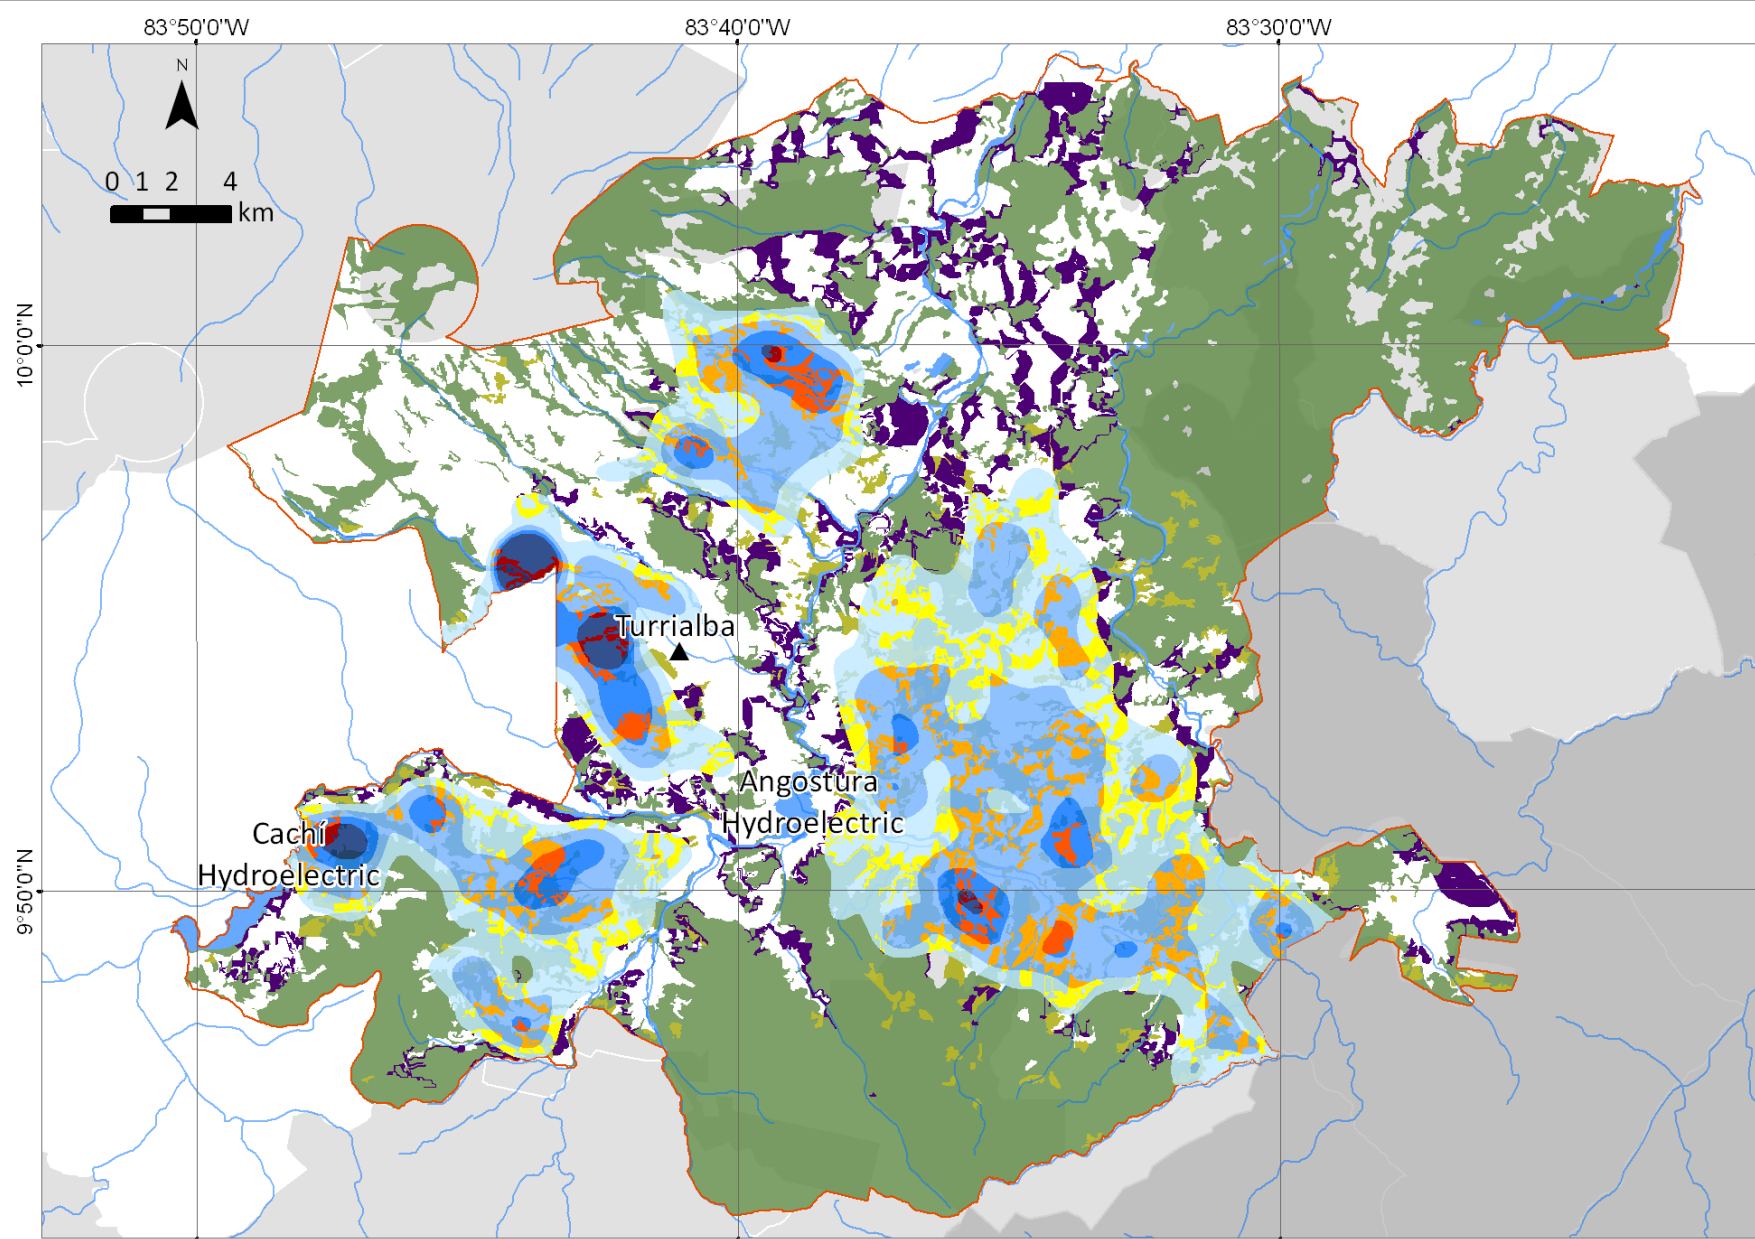 83°50'0"W 83°40'0"W 83°30'0"W
N
0 1 2 4
km
10°0'0"N
Turrialba
Angostura
Hydroelectric
Cachí
Hydroelectric
9°50'0"N